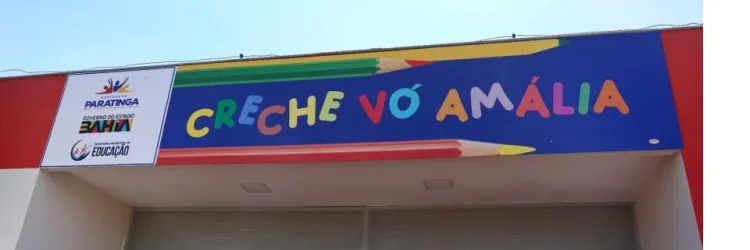 PARATINGA
GOVERNO DO ESTADO
BAHIA
EDUCAÇÃO
CRECHE VÓ AMÁLIA